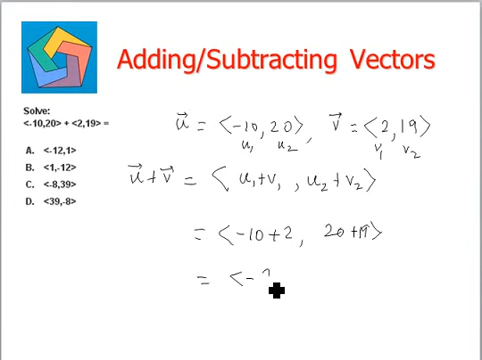 Adding/Subtracting Vectors
Solve:
<-10,20> + <2,19> =
A. <-12,1>
B. <1,-12>
C. <-8,39>
D. <39,-8>
u⃗ = <-10, 20>, v⃗ = <2, 19>
u₁ u₂ v₁ v₂
u⃗ + v⃗ = < u₁+v₁ , u₂+v₂ >
= < -10+2 , 20+19 >
= < -